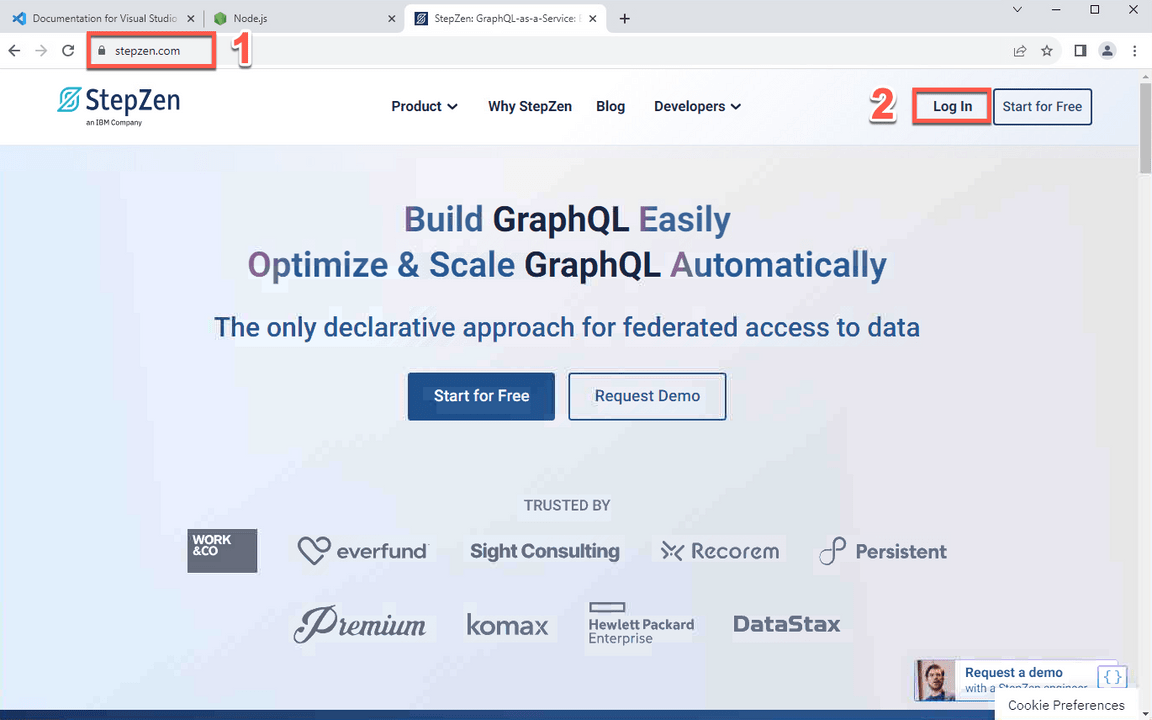 Documentation for Visual Studio
Node.js
StepZen: GraphQL-as-a-Service:
stepzen.com
1
StepZen
an IBM Company
Product
Why StepZen
Blog
Developers
2
Log In
Start for Free
Build GraphQL Easily
Optimize & Scale GraphQL Automatically
The only declarative approach for federated access to data
Start for Free
Request Demo
TRUSTED BY
WORK
&CO
everfund
Sight Consulting
Recorem
Persistent
Premium
komax
Hewlett Packard
Enterprise
DataStax
Request a demo
with a StepZen engineer
{}
Cookie Preferences